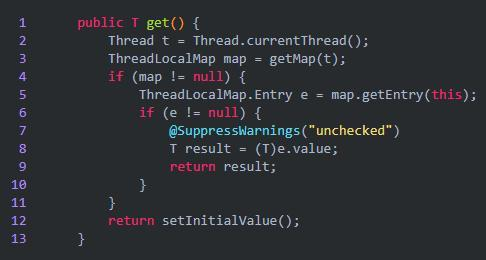 1 public T get() {
2 Thread t = Thread.currentThread();
3 ThreadLocalMap map = getMap(t);
4 if (map != null) {
5 ThreadLocalMap.Entry e = map.getEntry(this);
6 if (e != null) {
7 @SuppressWarnings("unchecked")
8 T result = (T)e.value;
9 return result;
10 }
11 }
12 return setInitialValue();
13 }